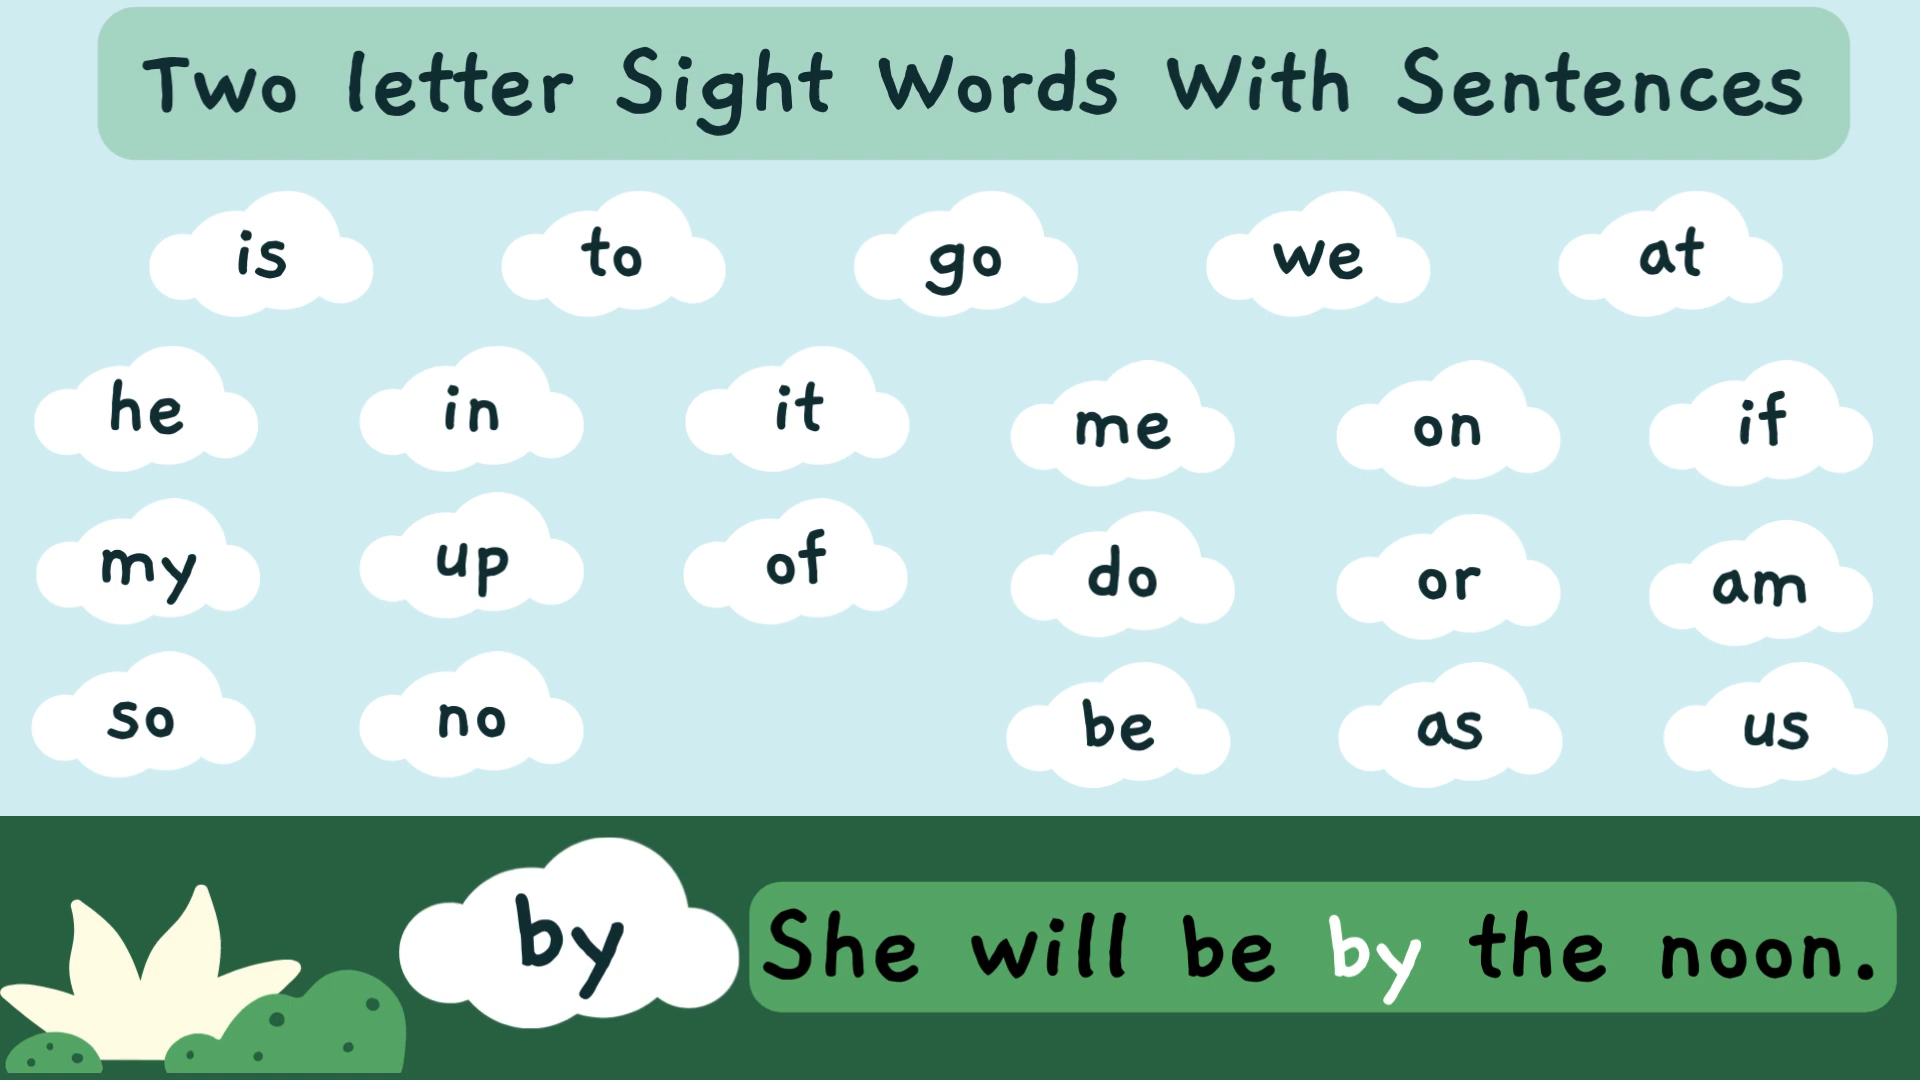 Two letter Sight Words With Sentences
is to go we at
he in it me on if
my up of do or am
so no be as us
by She will be by the noon.